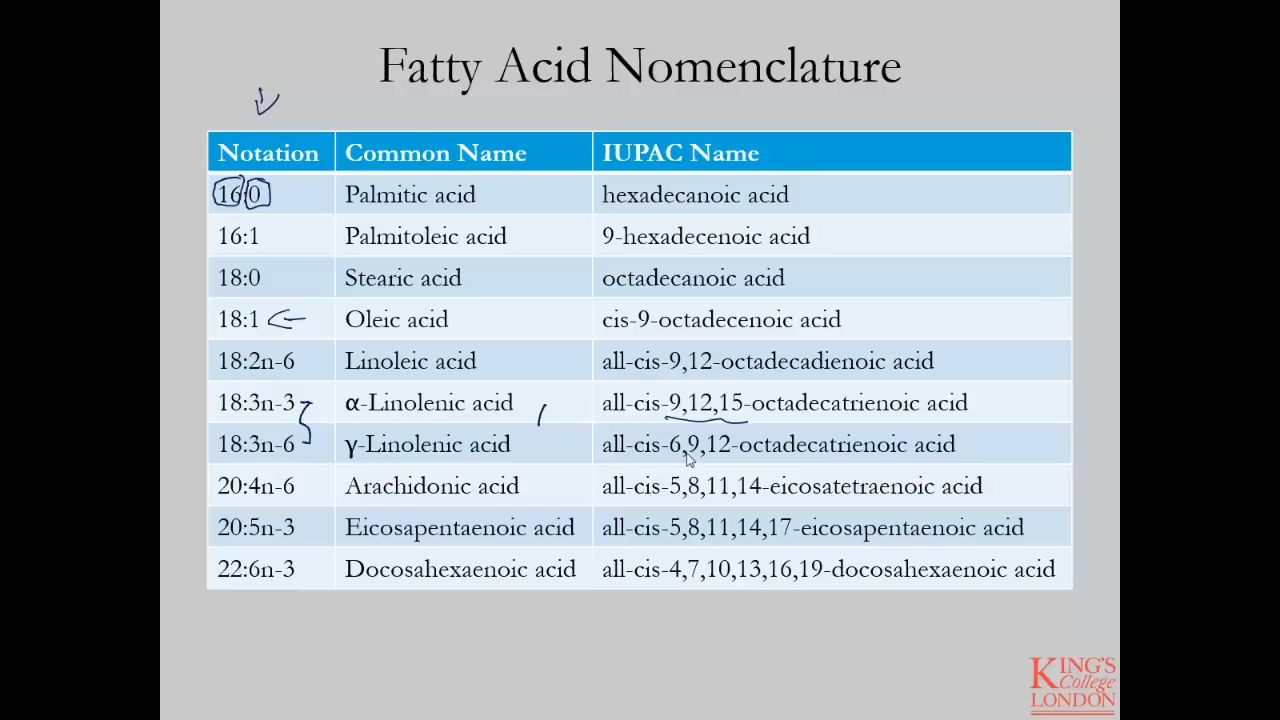 Fatty Acid Nomenclature
Notation Common Name IUPAC Name
16:0 Palmitic acid hexadecanoic acid
16:1 Palmitoleic acid 9-hexadecenoic acid
18:0 Stearic acid octadecanoic acid
18:1 Oleic acid cis-9-octadecenoic acid
18:2n-6 Linoleic acid all-cis-9,12-octadecadienoic acid
18:3n-3 α-Linolenic acid all-cis-9,12,15-octadecatrienoic acid
18:3n-6 γ-Linolenic acid all-cis-6,9,12-octadecatrienoic acid
20:4n-6 Arachidonic acid all-cis-5,8,11,14-eicosatetraenoic acid
20:5n-3 Eicosapentaenoic acid all-cis-5,8,11,14,17-eicosapentaenoic acid
22:6n-3 Docosahexaenoic acid all-cis-4,7,10,13,16,19-docosahexaenoic acid
KING'S
College
LONDON